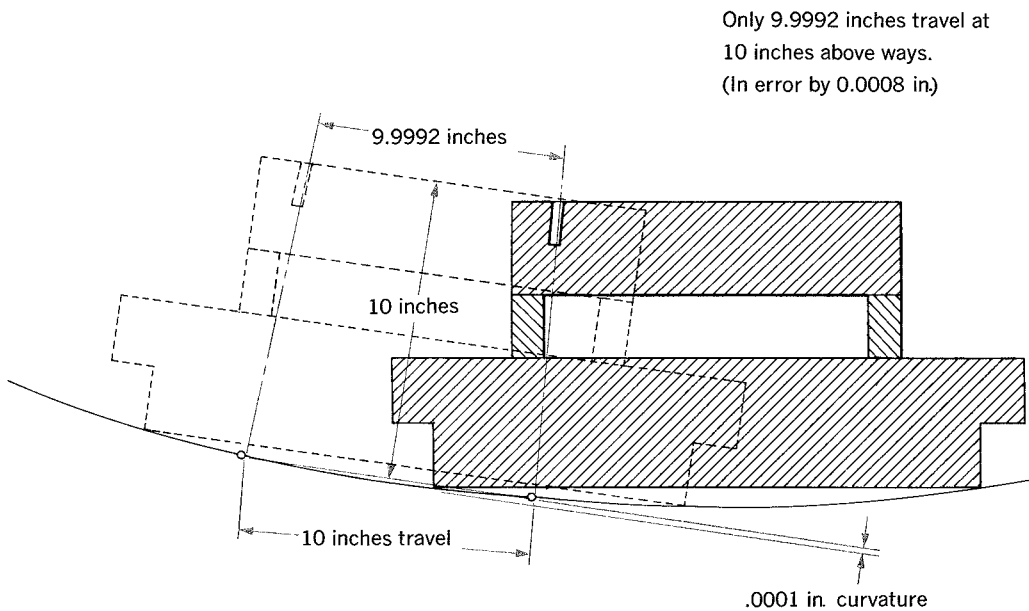 Only 9.9992 inches travel at
10 inches above ways.
(In error by 0.0008 in.)
9.9992 inches
10 inches
10 inches travel
.0001 in. curvature